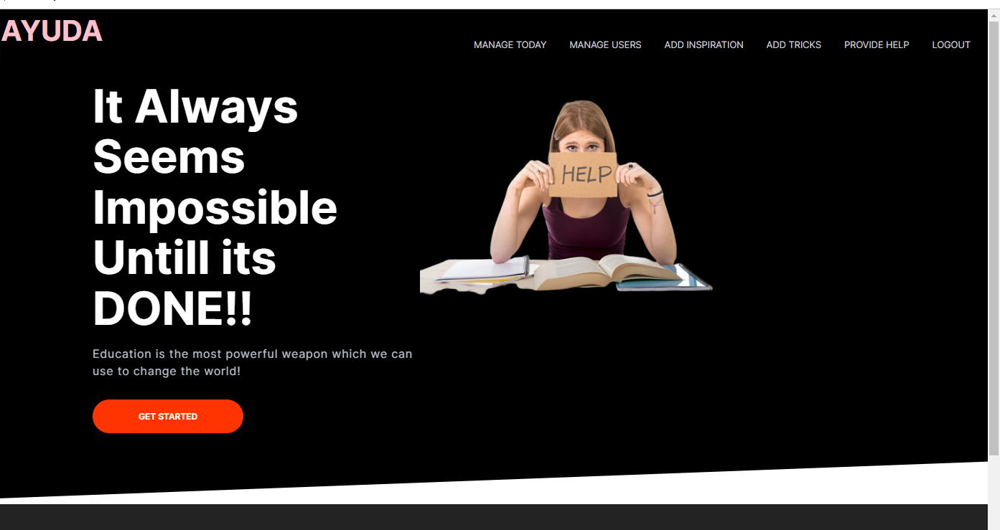 AYUDA
MANAGE TODAY MANAGE USERS ADD INSPIRATION ADD TRICKS PROVIDE HELP LOGOUT
It Always
Seems
Impossible
Untill its
DONE!!
HELP
Education is the most powerful weapon which we can
use to change the world!
GET STARTED